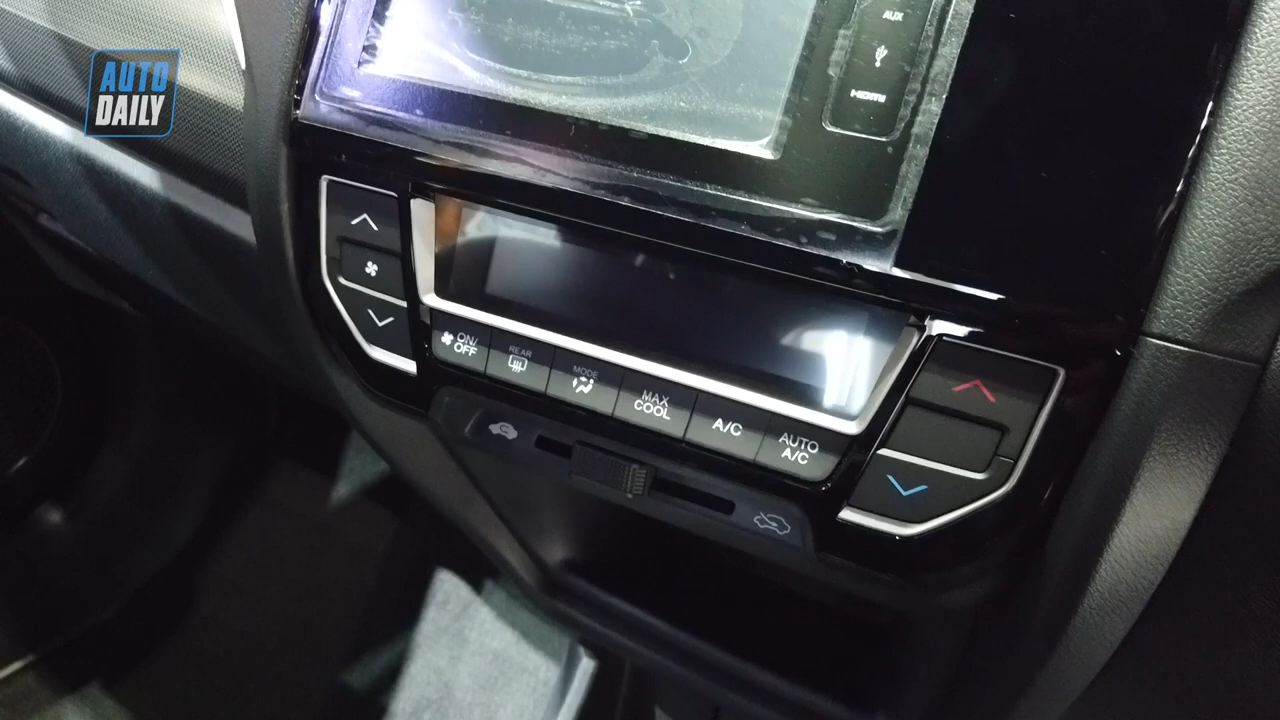 AUTO
DAILY
AUX
HDMI
ON/
OFF
REAR
MODE
MAX
COOL
A/C
AUTO
A/C